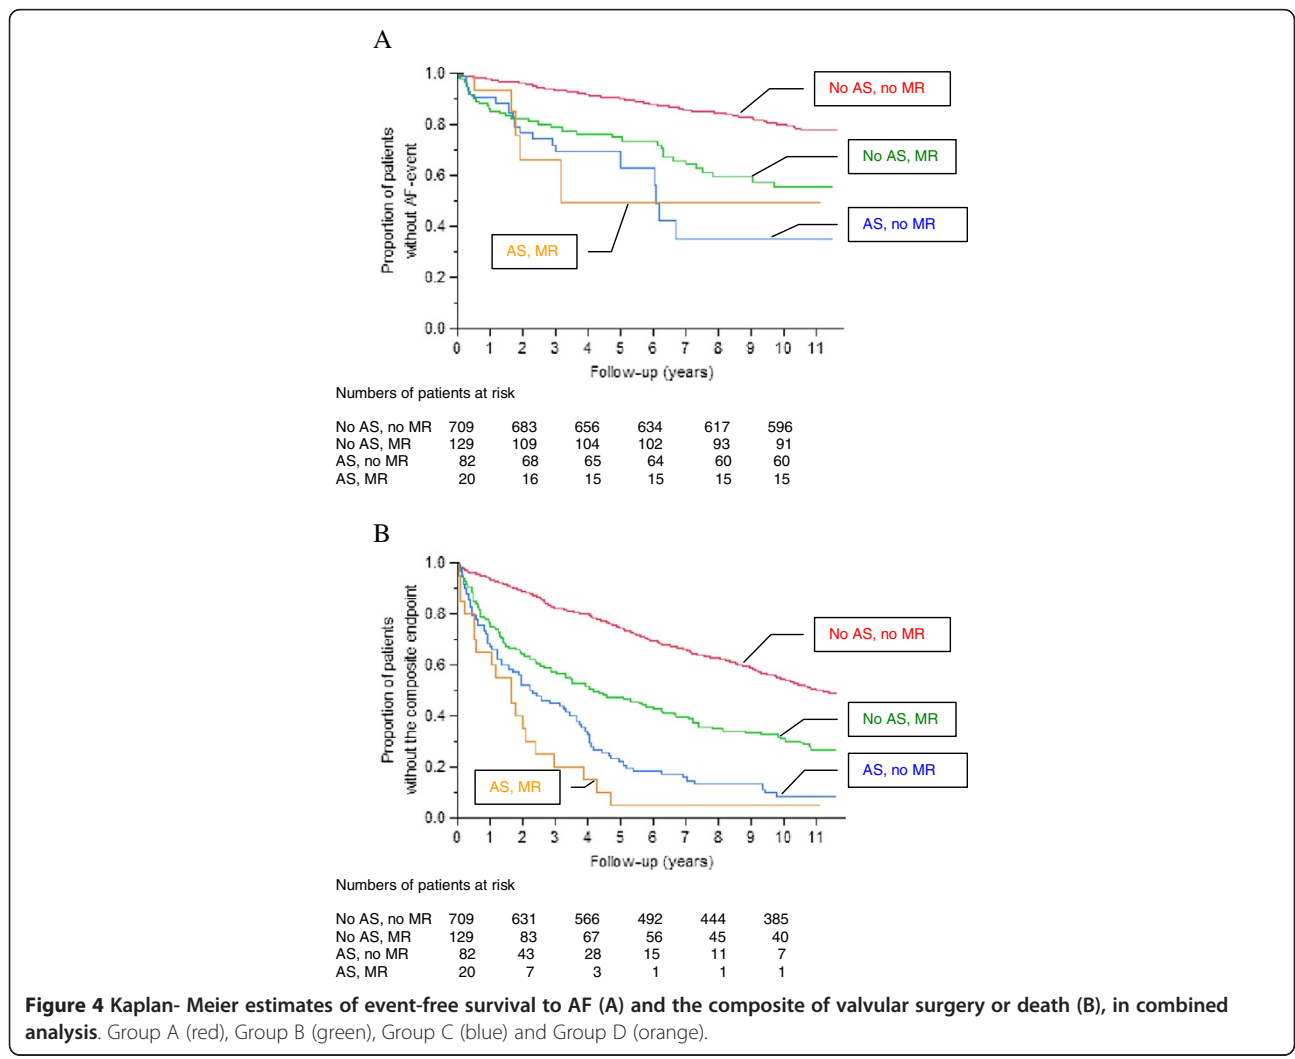 A
1.0
0.8
0.6
0.4
0.2
0.0
Proportion of patients
without AF-event
No AS, no MR
No AS, MR
AS, no MR
AS, MR
0 1 2 3 4 5 6 7 8 9 10 11
Follow-up (years)
Numbers of patients at risk
No AS, no MR 709 683 656 634 617 596
No AS, MR 129 109 104 102 93 91
AS, no MR 82 68 65 64 60 60
AS, MR 20 16 15 15 15 15
B
1.0
0.8
0.6
0.4
0.2
0.0
Proportion of patients
without the composite endpoint
No AS, no MR
No AS, MR
AS, no MR
AS, MR
0 1 2 3 4 5 6 7 8 9 10 11
Follow-up (years)
Numbers of patients at risk
No AS, no MR 709 631 566 492 444 385
No AS, MR 129 83 67 56 45 40
AS, no MR 82 43 28 15 11 7
AS, MR 20 7 3 1 1 1
Figure 4 Kaplan- Meier estimates of event-free survival to AF (A) and the composite of valvular surgery or death (B), in combined
analysis. Group A (red), Group B (green), Group C (blue) and Group D (orange).